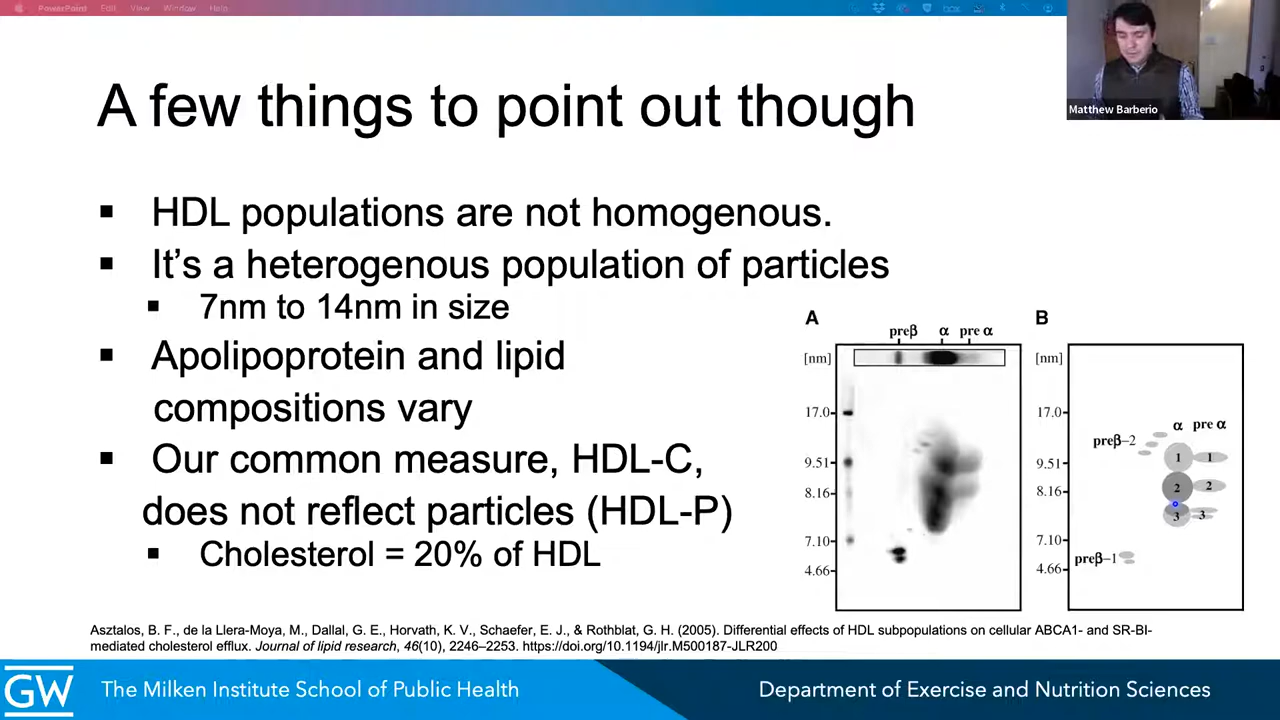 PowerPoint Edit View Window Help
box
Matthew Barberio
A few things to point out though
▪ HDL populations are not homogenous.
▪ It's a heterogenous population of particles
▪ 7nm to 14nm in size
▪ Apolipoprotein and lipid
compositions vary
▪ Our common measure, HDL-C,
does not reflect particles (HDL-P)
▪ Cholesterol = 20% of HDL
A
preβ α pre α
[nm]
17.0
9.51
8.16
7.10
4.66
B
[nm]
α pre α
17.0
preβ–2
9.51
1 1
8.16
2 2
3 3
7.10
preβ–1
4.66
Asztalos, B. F., de la Llera-Moya, M., Dallal, G. E., Horvath, K. V., Schaefer, E. J., & Rothblat, G. H. (2005). Differential effects of HDL subpopulations on cellular ABCA1- and SR-BI-
mediated cholesterol efflux. Journal of lipid research, 46(10), 2246–2253. https://doi.org/10.1194/jlr.M500187-JLR200
GW
The Milken Institute School of Public Health
Department of Exercise and Nutrition Sciences